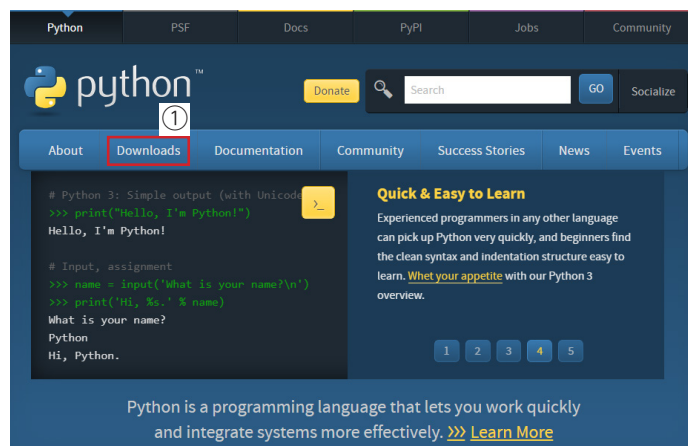 Python PSF Docs PyPI Jobs Community
python™ Donate Search GO Socialize
①
About Downloads Documentation Community Success Stories News Events
# Python 3: Simple output (with Unicode
>>> print("Hello, I'm Python!")
Hello, I'm Python!
# Input, assignment
>>> name = input('What is your name?\n')
>>> print('Hi, %s.' % name)
What is your name?
Python
Hi, Python.
>_
Quick & Easy to Learn
Experienced programmers in any other language
can pick up Python very quickly, and beginners find
the clean syntax and indentation structure easy to
learn. Whet your appetite with our Python 3
overview.
1 2 3 4 5
Python is a programming language that lets you work quickly
and integrate systems more effectively. >>> Learn More